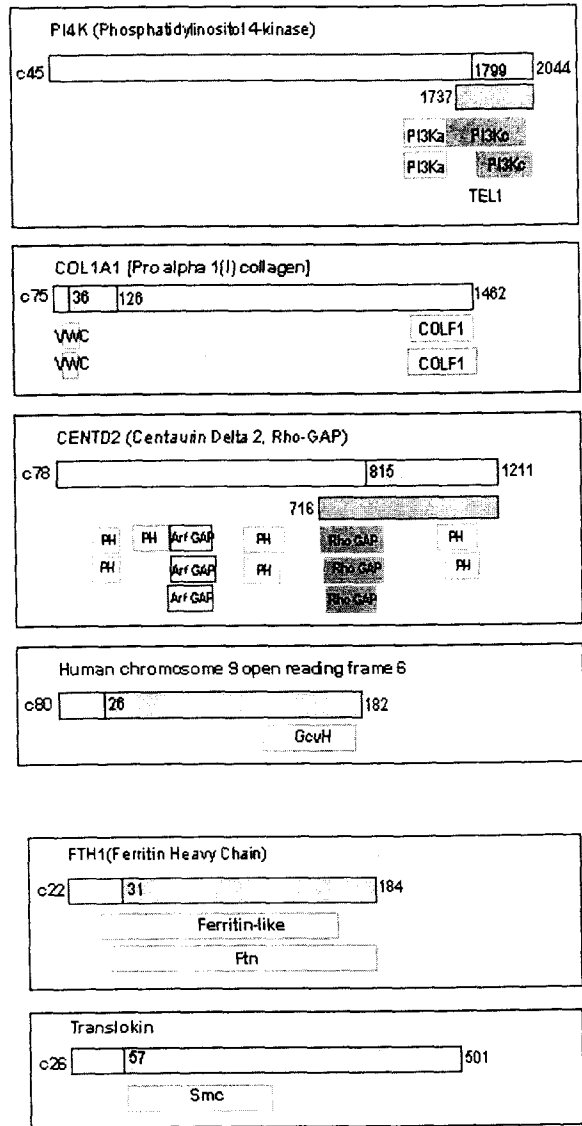 PI4K (Phosphatidylinositol 4-kinase)
c45 1799 2044
1737
PI3Ka PI3Kc
PI3Ka PI3Kc
TEL1
COL1A1 [Pro alpha 1(I) collagen]
c75 36 126 1462
VWC COLF1
VWC COLF1
CENTD2 (Centaurin Delta 2, Rho-GAP)
c78 815 1211
716
PH PH Arf GAP PH Rho GAP PH
PH Arf GAP PH Rho GAP PH
Arf GAP Rho GAP
Human chromosome 9 open reading frame 6
c80 26 182
GcvH
FTH1(Ferritin Heavy Chain)
c22 31 184
Ferritin-like
Ftn
Translokin
c26 57 501
Smc